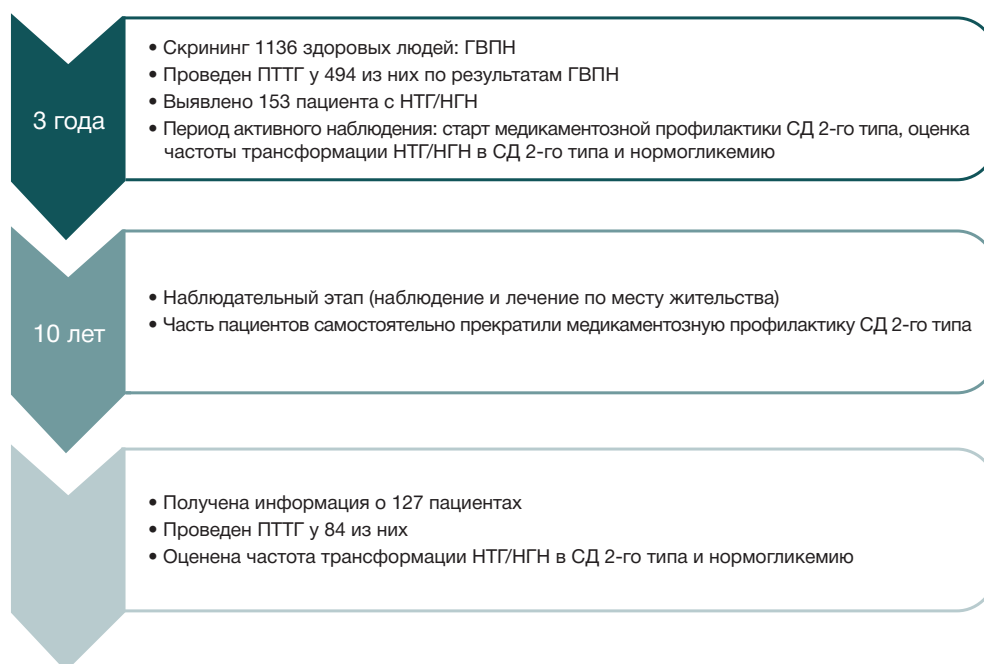 3 года
• Скрининг 1136 здоровых людей: ГВПН
• Проведен ПТТГ у 494 из них по результатам ГВПН
• Выявлено 153 пациента с НТГ/НГН
• Период активного наблюдения: старт медикаментозной профилактики СД 2-го типа, оценка
частоты трансформации НТГ/НГН в СД 2-го типа и нормогликемию
10 лет
• Наблюдательный этап (наблюдение и лечение по месту жительства)
• Часть пациентов самостоятельно прекратили медикаментозную профилактику СД 2-го типа
• Получена информация о 127 пациентах
• Проведен ПТТГ у 84 из них
• Оценена частота трансформации НТГ/НГН в СД 2-го типа и нормогликемию